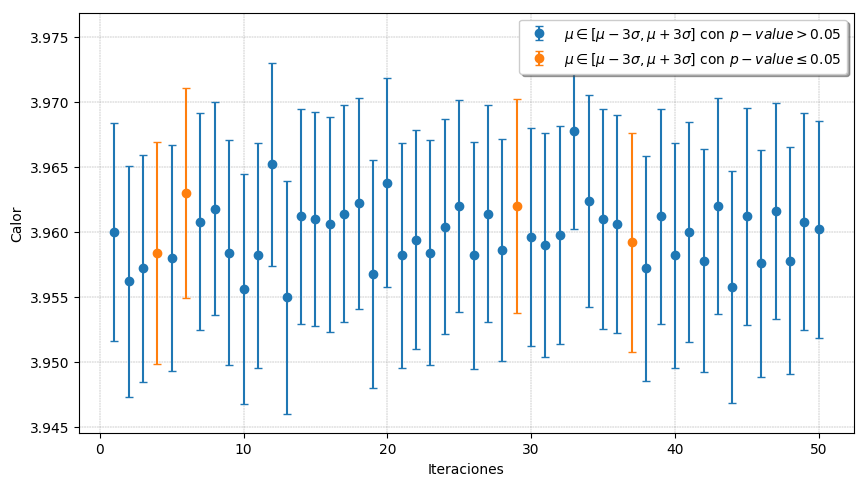 3.975
3.970
3.965
3.960
3.955
3.950
3.945
Calor
μ ∈ [μ − 3σ, μ + 3σ] con p − value > 0.05
μ ∈ [μ − 3σ, μ + 3σ] con p − value ≤ 0.05
0 10 20 30 40 50
Iteraciones